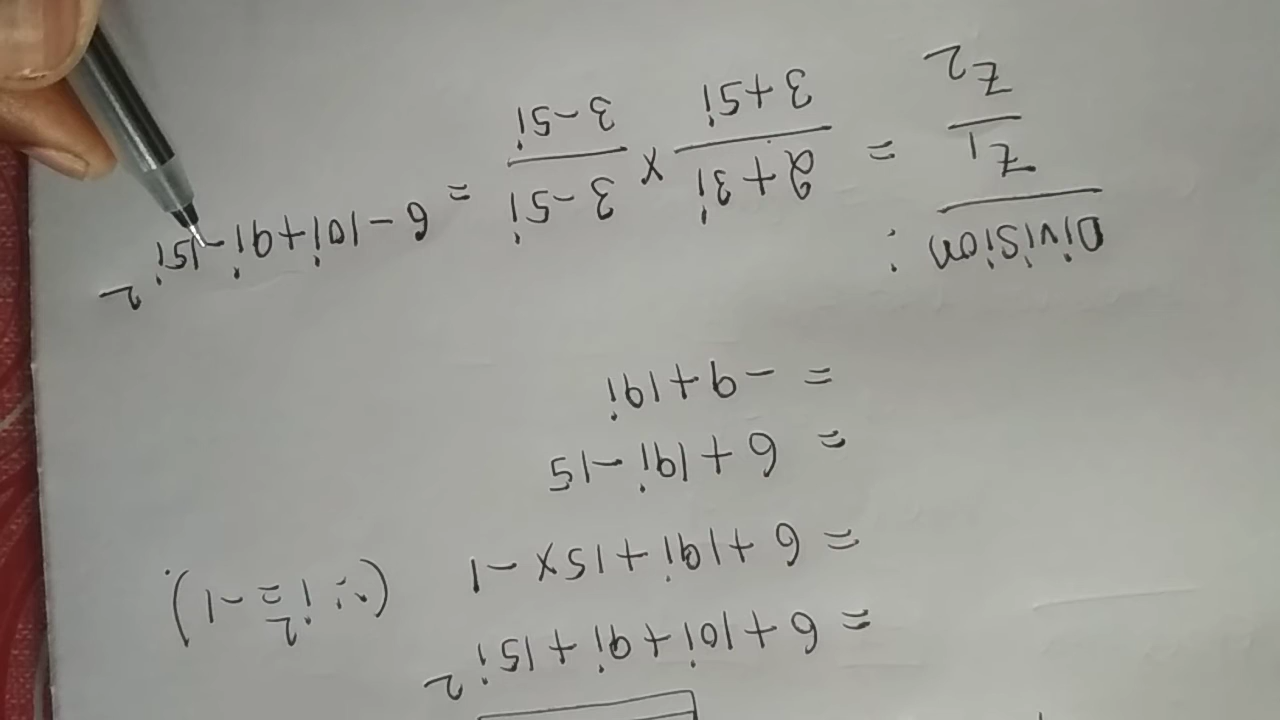 = 6 + 10i + 9i + 15i²
= 6 + 19i + 15 x -1 (∵ i² = -1).
= 6 + 19i - 15
= -9 + 19i
Division :
z1/z2 = 2+3i/3+5i x 3-5i/3-5i = 6-10i+9i-15i²